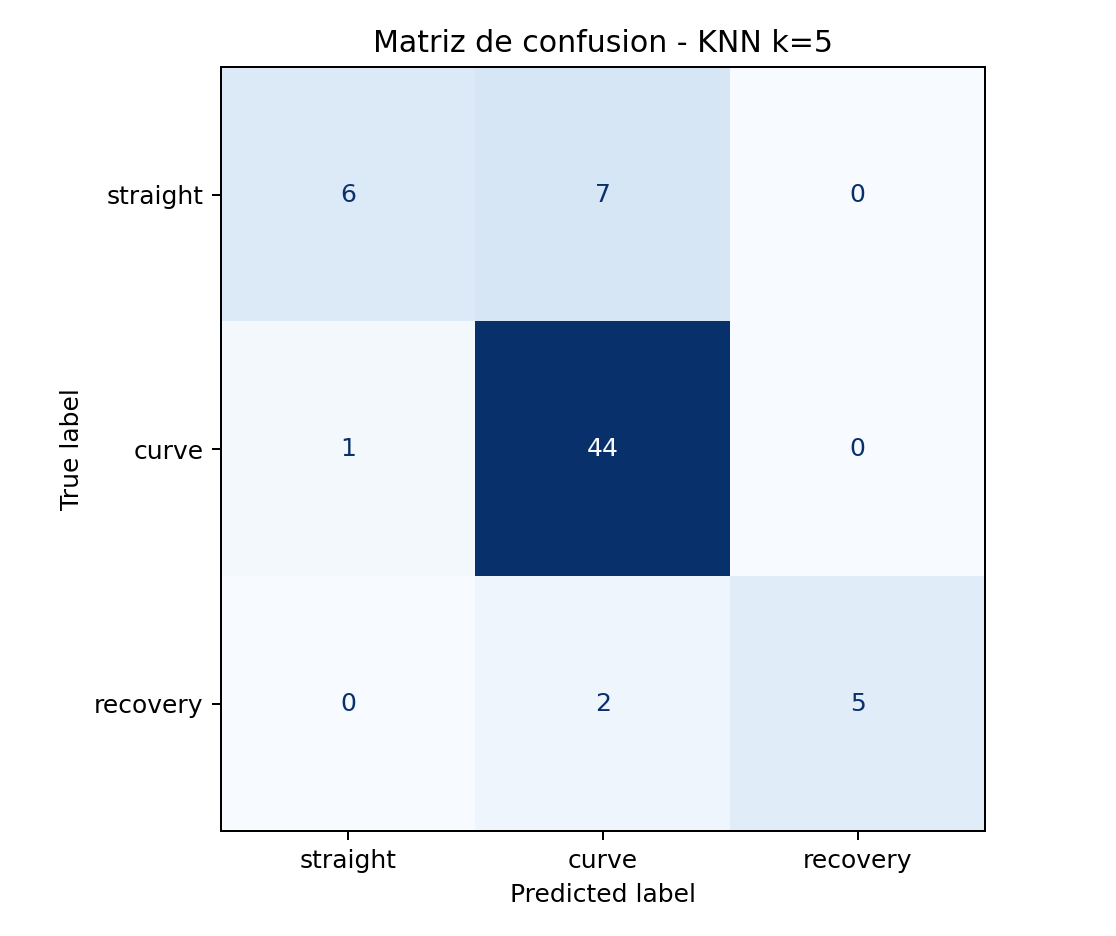 Matriz de confusion - KNN k=5
straight
6 7 0
True label
curve
1 44 0
recovery
0 2 5
straight curve recovery
Predicted label